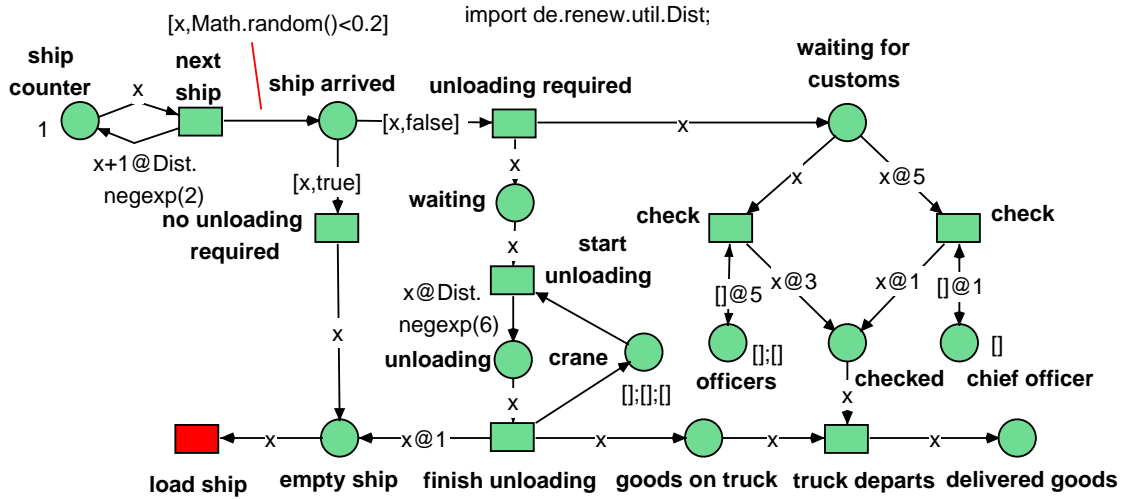 import de.renew.util.Dist;
[x,Math.random()<0.2]
ship
counter
next
ship
ship arrived
unloading required
waiting for
customs
x
1
[x,false]
x
x+1@Dist.
negexp(2)
[x,true]
x
x
x@5
waiting
no unloading
required
check
check
x
start
unloading
x@Dist.
negexp(6)
[]@5
x@3
x@1
[]@1
x
unloading
crane
[];[]
[]
officers
checked
chief officer
x
[];[];[]
x
x
x@1
x
x
x
load ship
empty ship
finish unloading
goods on truck
truck departs
delivered goods